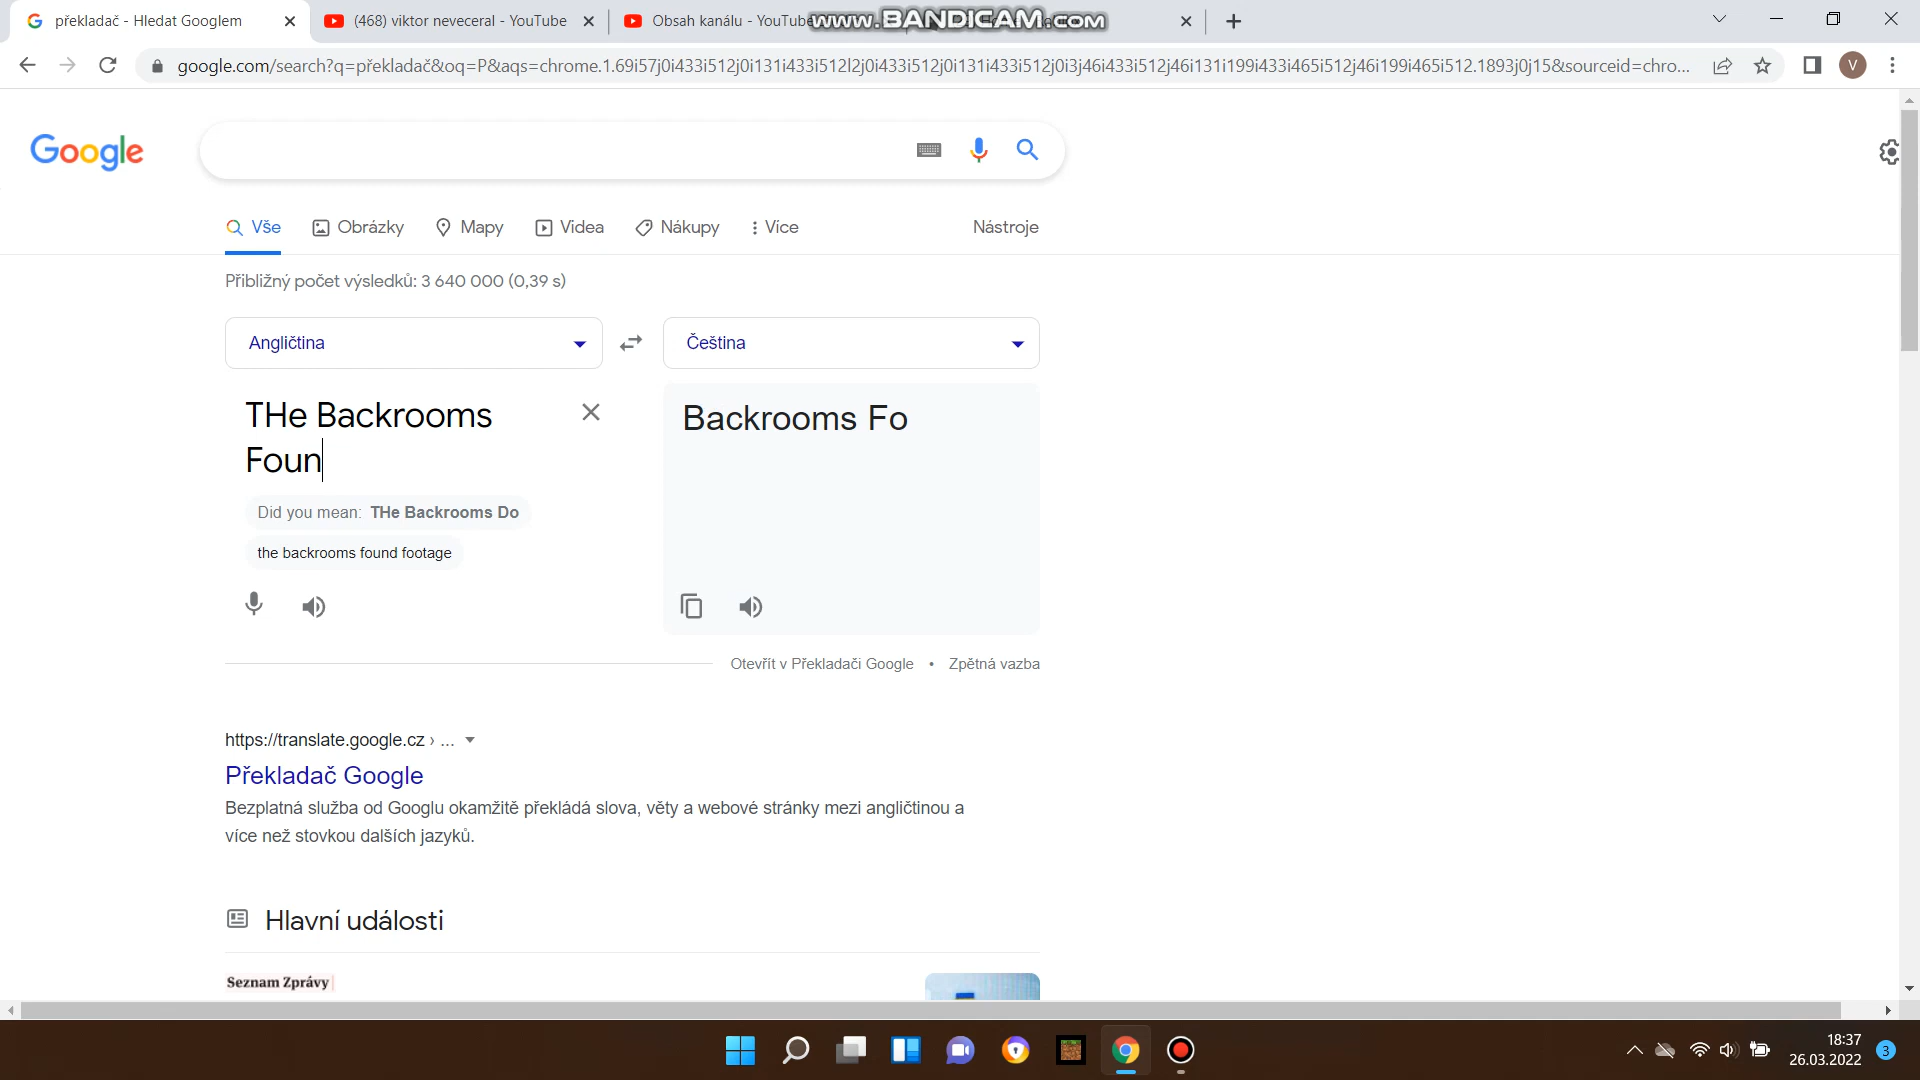 překladač - Hledat Googlem
(468) viktor neveceral - YouTube
Obsah kanálu - YouTube
www.BANDICAM.com
google.com/search?q=překladač&oq=P&aqs=chrome.1.69i57j0i433i512j0i131i433i512l2j0i433i512j0i131i433i512j0i3j46i433i512j46i131i199i433i465i512j46i199i465i512.1893j0j15&sourceid=chro...
V
Google
Vše
Obrázky
Mapy
Videa
Nákupy
Více
Nástroje
Přibližný počet výsledků: 3 640 000 (0,39 s)
Angličtina
Čeština
THe Backrooms
Foun
Backrooms Fo
Did you mean: THe Backrooms Do
the backrooms found footage
Otevřít v Překladači Google • Zpětná vazba
https://translate.google.cz › ...
Překladač Google
Bezplatná služba od Googlu okamžitě překládá slova, věty a webové stránky mezi angličtinou a
více než stovkou dalších jazyků.
Hlavní události
Seznam Zprávy
18:37
26.03.2022
3